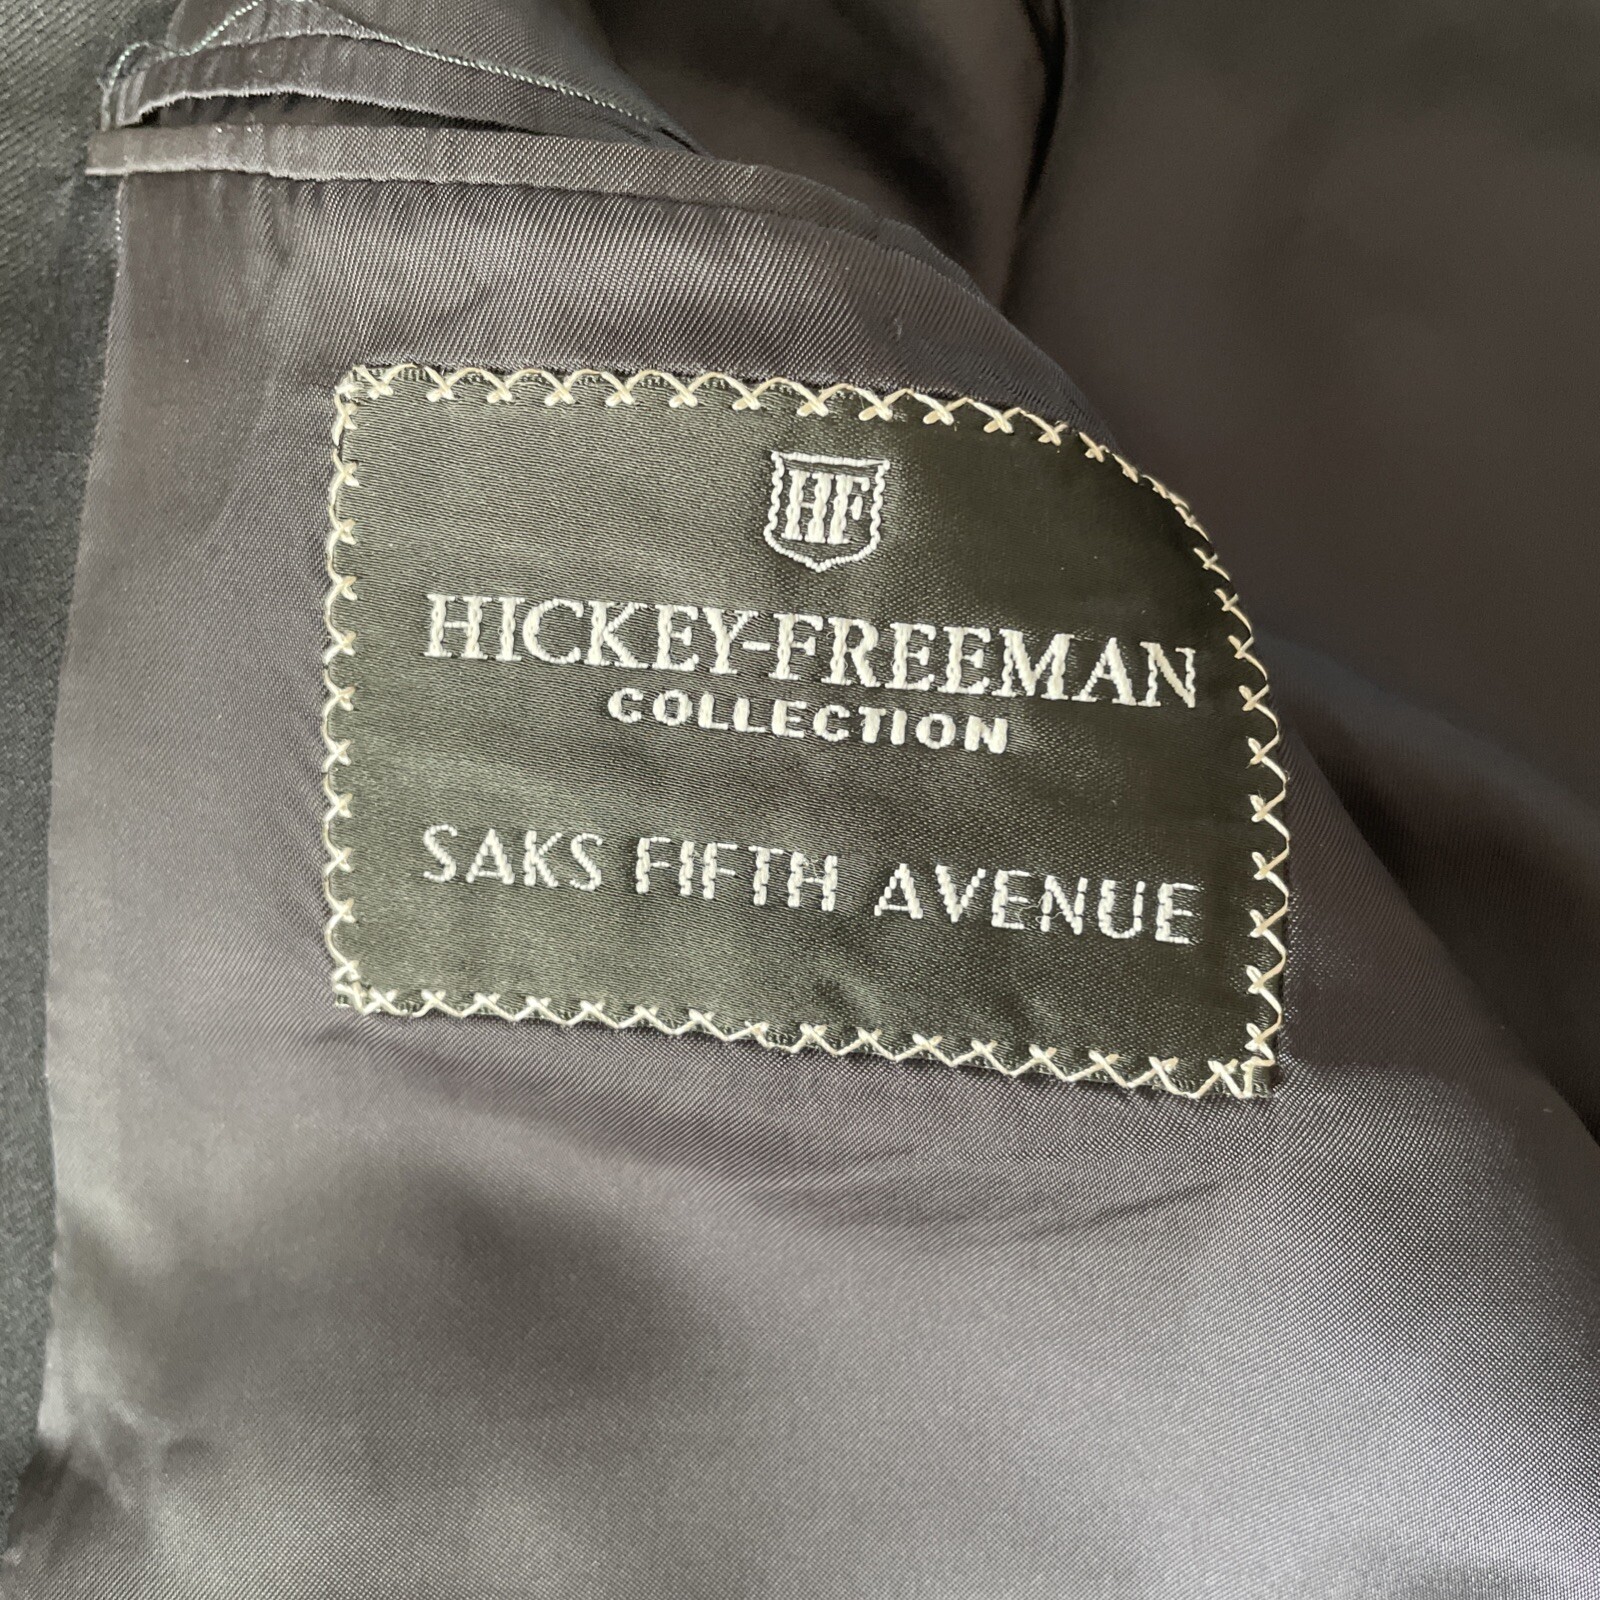 HF
HICKEY-FREEMAN
COLLECTION
SAKS FIFTH AVENUE